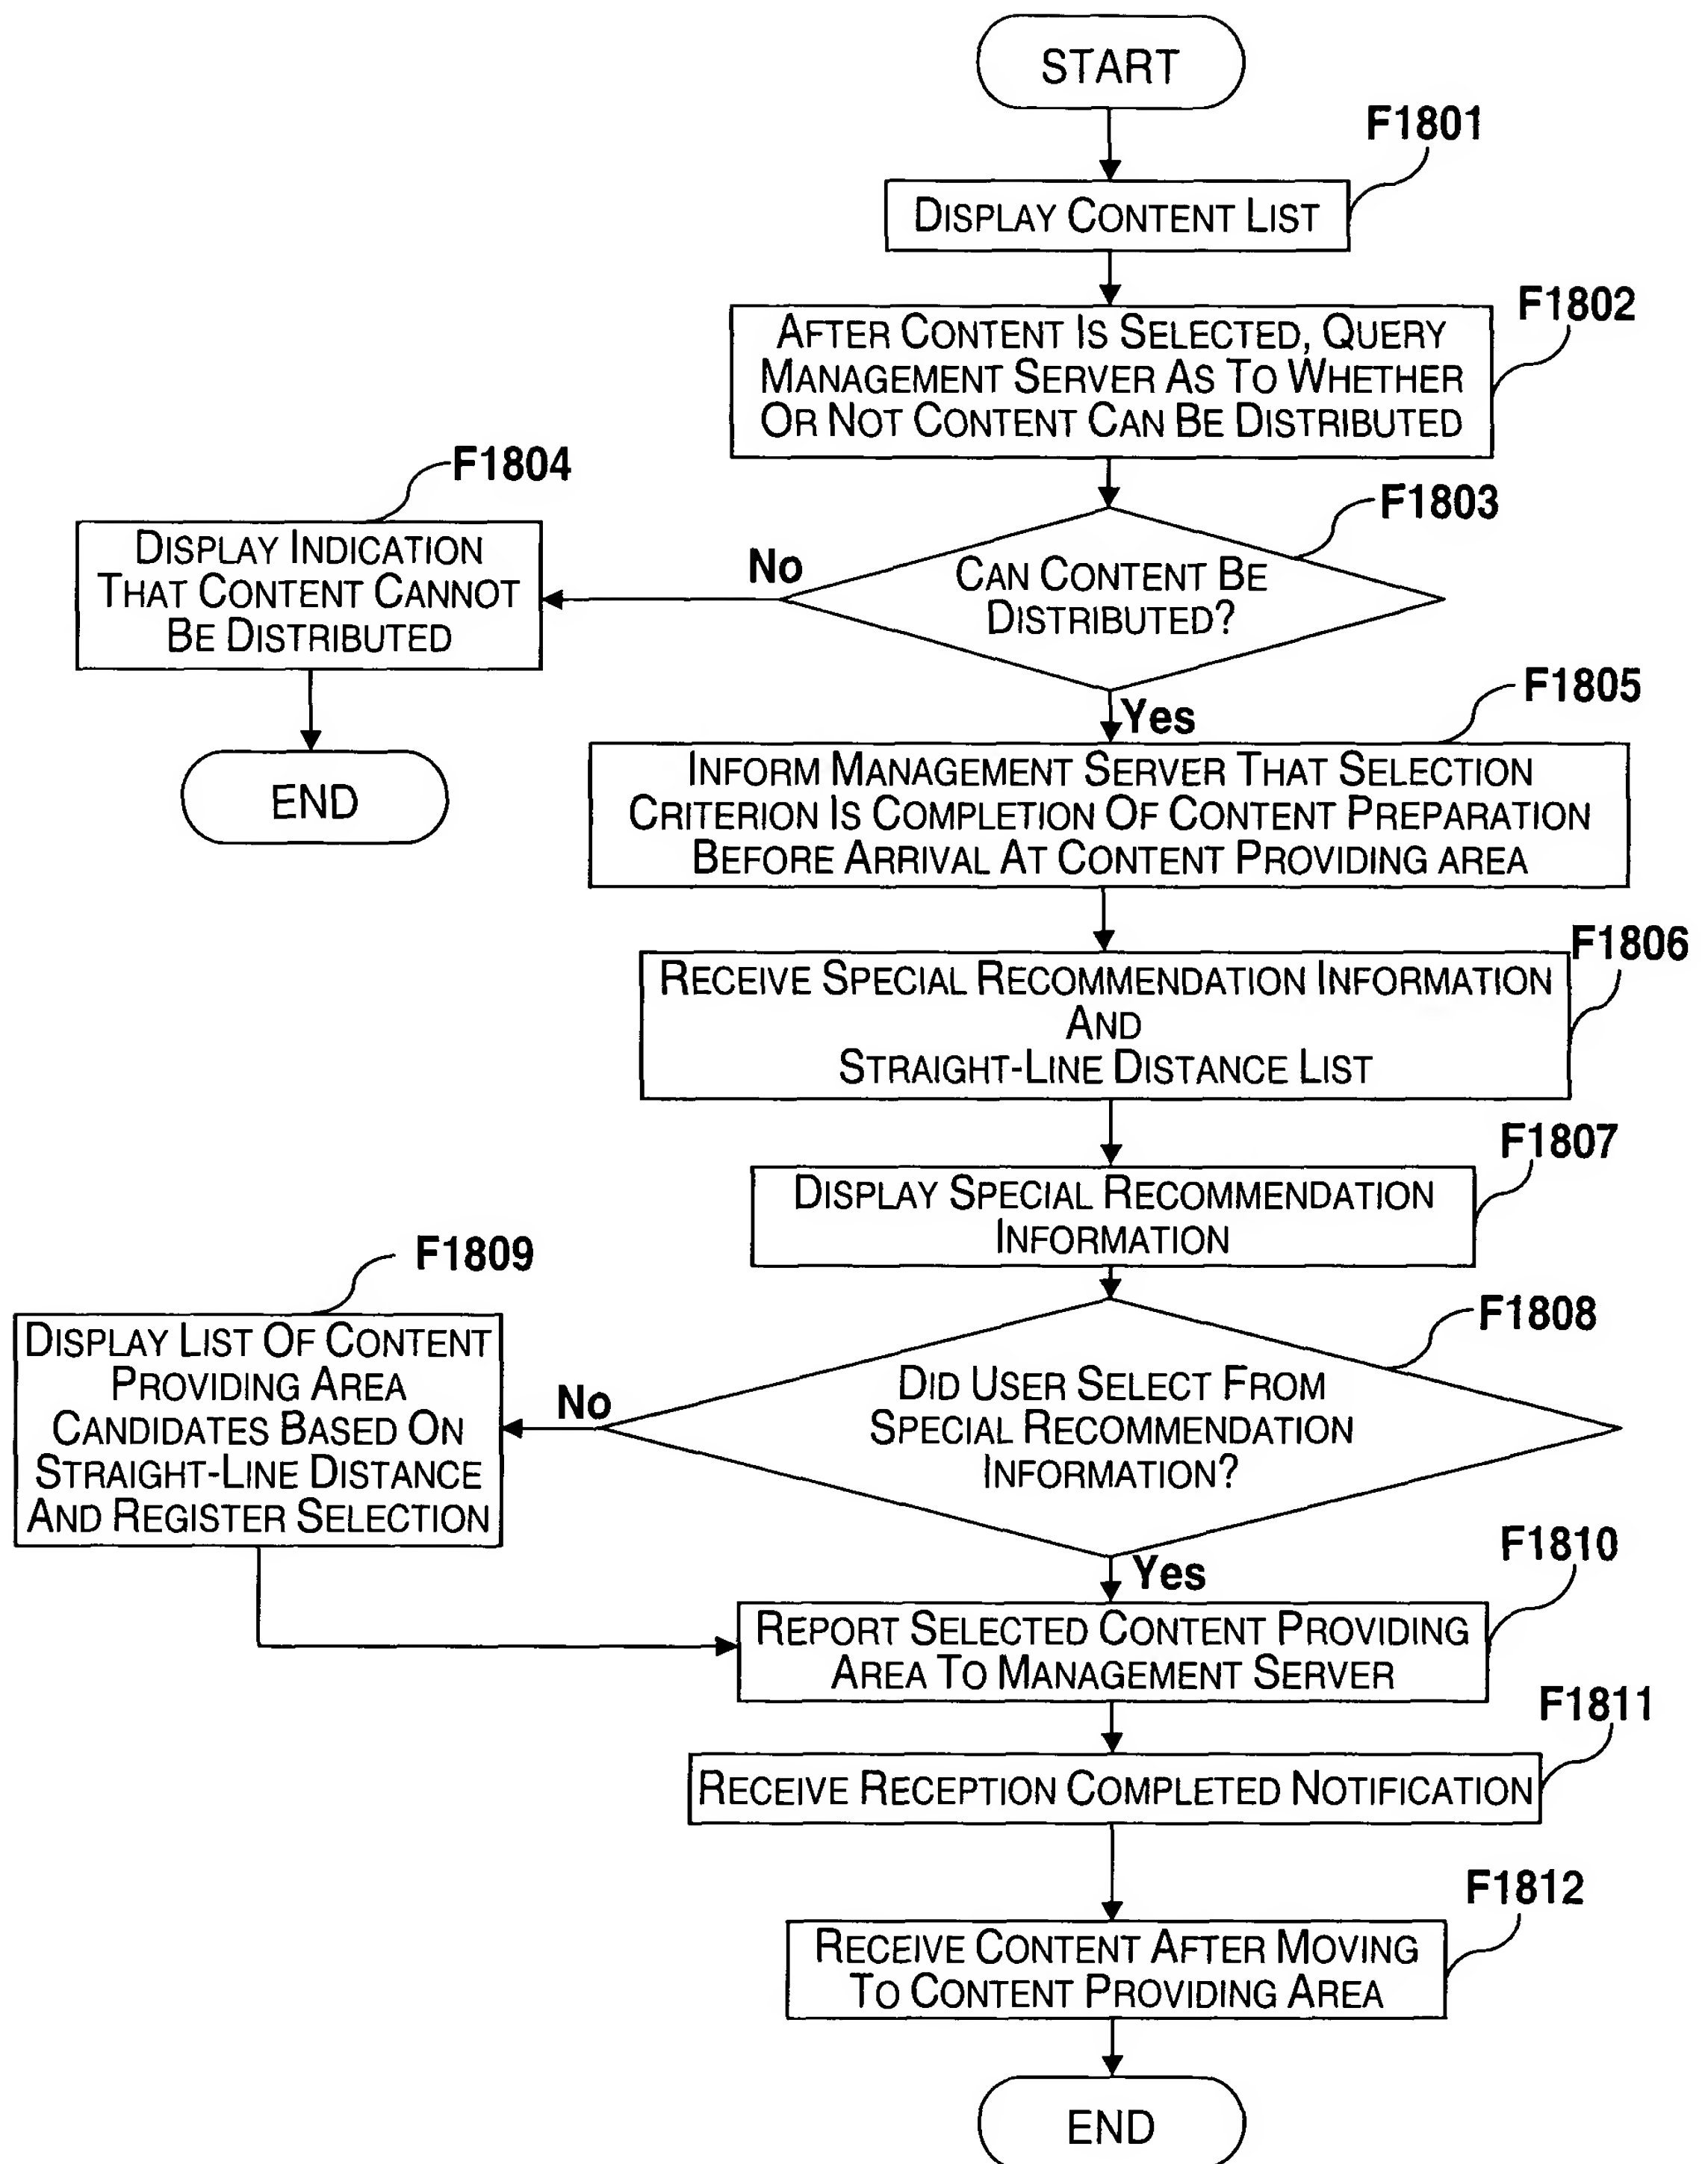 START
F1801
DISPLAY CONTENT LIST
F1802
AFTER CONTENT IS SELECTED, QUERY
MANAGEMENT SERVER AS TO WHETHER
OR NOT CONTENT CAN BE DISTRIBUTED
F1803
CAN CONTENT BE
DISTRIBUTED?
No
F1804
DISPLAY INDICATION
THAT CONTENT CANNOT
BE DISTRIBUTED
END
Yes
F1805
INFORM MANAGEMENT SERVER THAT SELECTION
CRITERION IS COMPLETION OF CONTENT PREPARATION
BEFORE ARRIVAL AT CONTENT PROVIDING AREA
F1806
RECEIVE SPECIAL RECOMMENDATION INFORMATION
AND
STRAIGHT-LINE DISTANCE LIST
F1807
DISPLAY SPECIAL RECOMMENDATION
INFORMATION
F1808
DID USER SELECT FROM
SPECIAL RECOMMENDATION
INFORMATION?
No
F1809
DISPLAY LIST OF CONTENT
PROVIDING AREA
CANDIDATES BASED ON
STRAIGHT-LINE DISTANCE
AND REGISTER SELECTION
Yes
F1810
REPORT SELECTED CONTENT PROVIDING
AREA TO MANAGEMENT SERVER
F1811
RECEIVE RECEPTION COMPLETED NOTIFICATION
F1812
RECEIVE CONTENT AFTER MOVING
TO CONTENT PROVIDING AREA
END